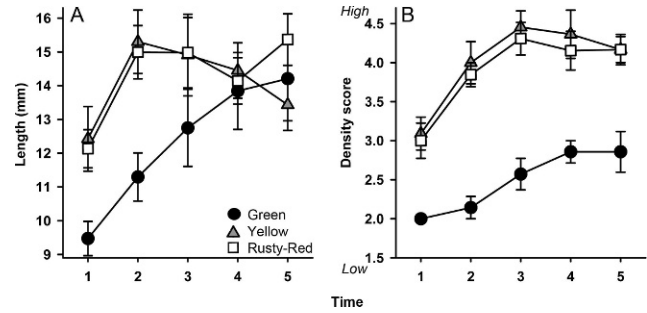 A
Length (mm)
16
15
14
13
12
11
10
9
1 2 3 4 5
Green
Yellow
Rusty-Red
High
B
Density score
4.5
4.0
3.5
3.0
2.5
2.0
1.5
Low
1 2 3 4 5
Time